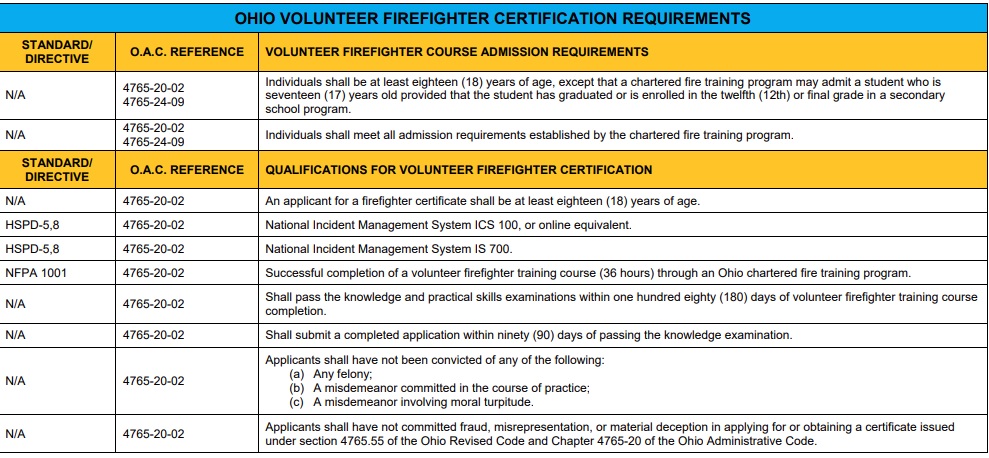 OHIO VOLUNTEER FIREFIGHTER CERTIFICATION REQUIREMENTS
STANDARD/
DIRECTIVE
O.A.C. REFERENCE
VOLUNTEER FIREFIGHTER COURSE ADMISSION REQUIREMENTS
N/A
4765-20-02
4765-24-09
Individuals shall be at least eighteen (18) years of age, except that a chartered fire training program may admit a student who is
seventeen (17) years old provided that the student has graduated or is enrolled in the twelfth (12th) or final grade in a secondary
school program.
N/A
4765-20-02
4765-24-09
Individuals shall meet all admission requirements established by the chartered fire training program.
STANDARD/
DIRECTIVE
O.A.C. REFERENCE
QUALIFICATIONS FOR VOLUNTEER FIREFIGHTER CERTIFICATION
N/A
4765-20-02
An applicant for a firefighter certificate shall be at least eighteen (18) years of age.
HSPD-5,8
4765-20-02
National Incident Management System ICS 100, or online equivalent.
HSPD-5,8
4765-20-02
National Incident Management System IS 700.
NFPA 1001
4765-20-02
Successful completion of a volunteer firefighter training course (36 hours) through an Ohio chartered fire training program.
N/A
4765-20-02
Shall pass the knowledge and practical skills examinations within one hundred eighty (180) days of volunteer firefighter training course
completion.
N/A
4765-20-02
Shall submit a completed application within ninety (90) days of passing the knowledge examination.
N/A
4765-20-02
Applicants shall have not been convicted of any of the following:
(a) Any felony;
(b) A misdemeanor committed in the course of practice;
(c) A misdemeanor involving moral turpitude.
N/A
4765-20-02
Applicants shall have not committed fraud, misrepresentation, or material deception in applying for or obtaining a certificate issued
under section 4765.55 of the Ohio Revised Code and Chapter 4765-20 of the Ohio Administrative Code.